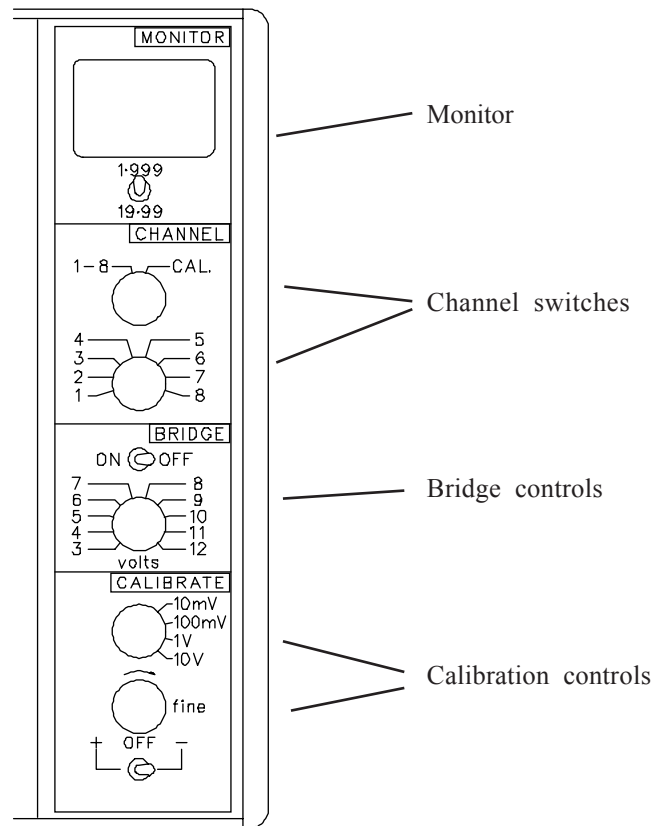 MONITOR
Monitor
1·999
19·99
CHANNEL
1-8 CAL.
Channel switches
4 5
3 6
2 7
1 8
BRIDGE
ON OFF
7 8
6 9
5 10
4 11
3 12
volts
Bridge controls
CALIBRATE
10mV
100mV
1V
10V
Calibration controls
fine
+ OFF -